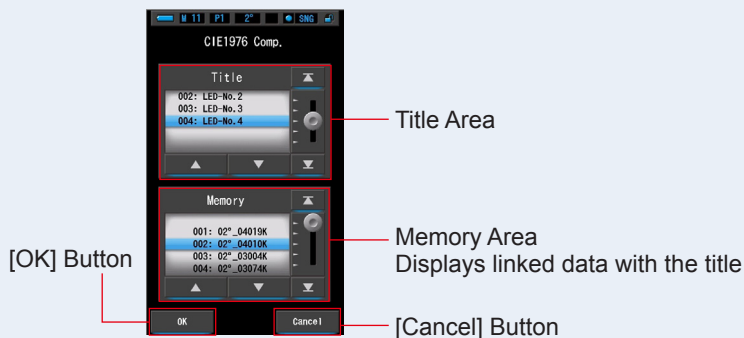 M 11 P1 2° SNG
CIE1976 Comp.
Title
002: LED-No.2
003: LED-No.3
004: LED-No.4
Title Area
Memory
001: 02°_04019K
002: 02°_04010K
003: 02°_03004K
004: 02°_03074K
Memory Area
Displays linked data with the title
[OK] Button
OK
Cancel
[Cancel] Button